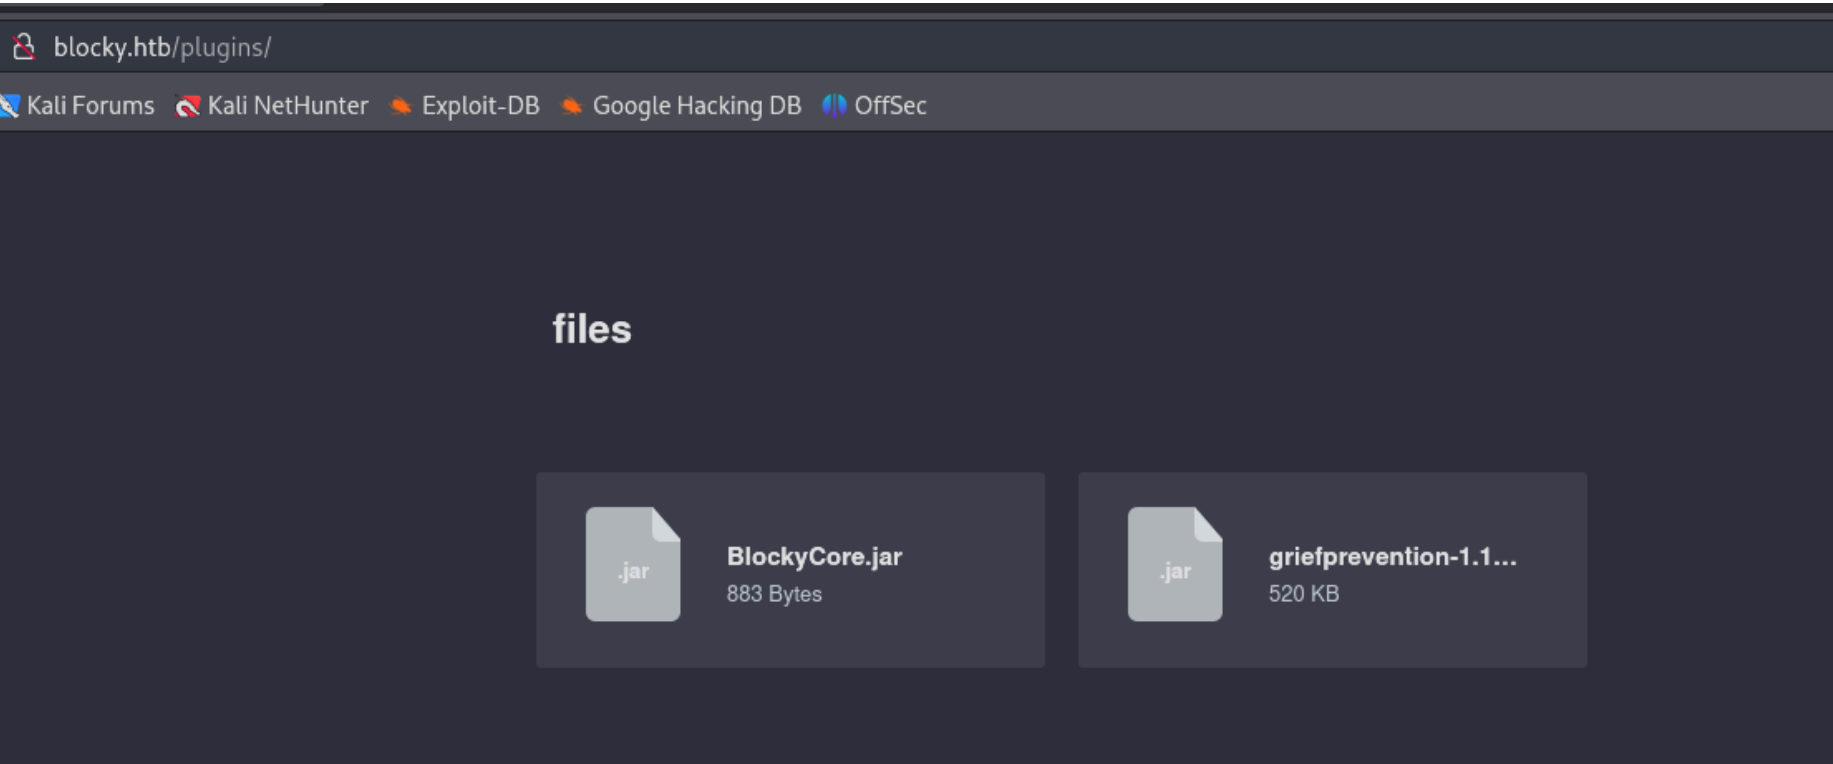 blocky.htb/plugins/
Kali Forums Kali NetHunter Exploit-DB Google Hacking DB OffSec
files
.jar BlockyCore.jar
883 Bytes
.jar griefprevention-1.1...
520 KB